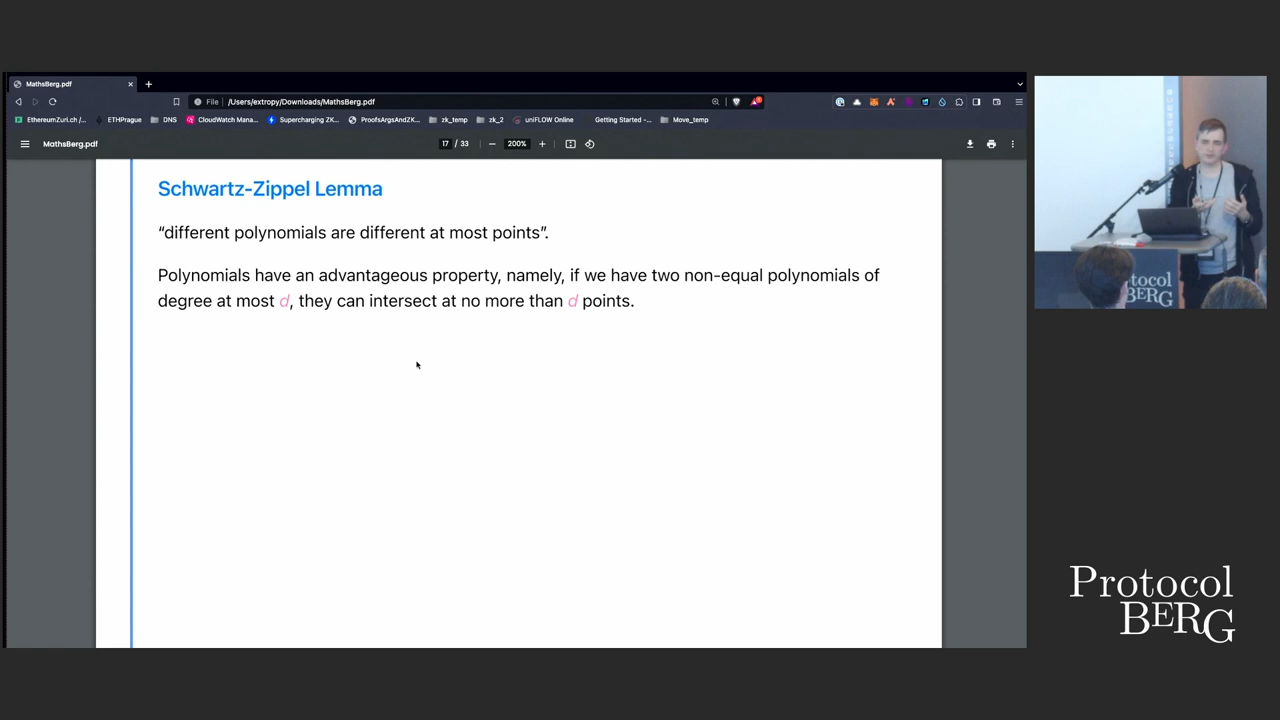 MathsBerg.pdf
File
/Users/extropy/Downloads/MathsBerg.pdf
EthereumZuri.ch /...
ETHPrague
DNS
CloudWatch Mana...
Supercharging ZK...
ProofsArgsAndZK...
zk_temp
zk_2
uniFLOW Online
Getting Started -...
Move_temp
MathsBerg.pdf
17 / 33
200%
Schwartz-Zippel Lemma
“different polynomials are different at most points”.
Polynomials have an advantageous property, namely, if we have two non-equal polynomials of
degree at most d, they can intersect at no more than d points.
Protocol
BERG
Protocol
BERG